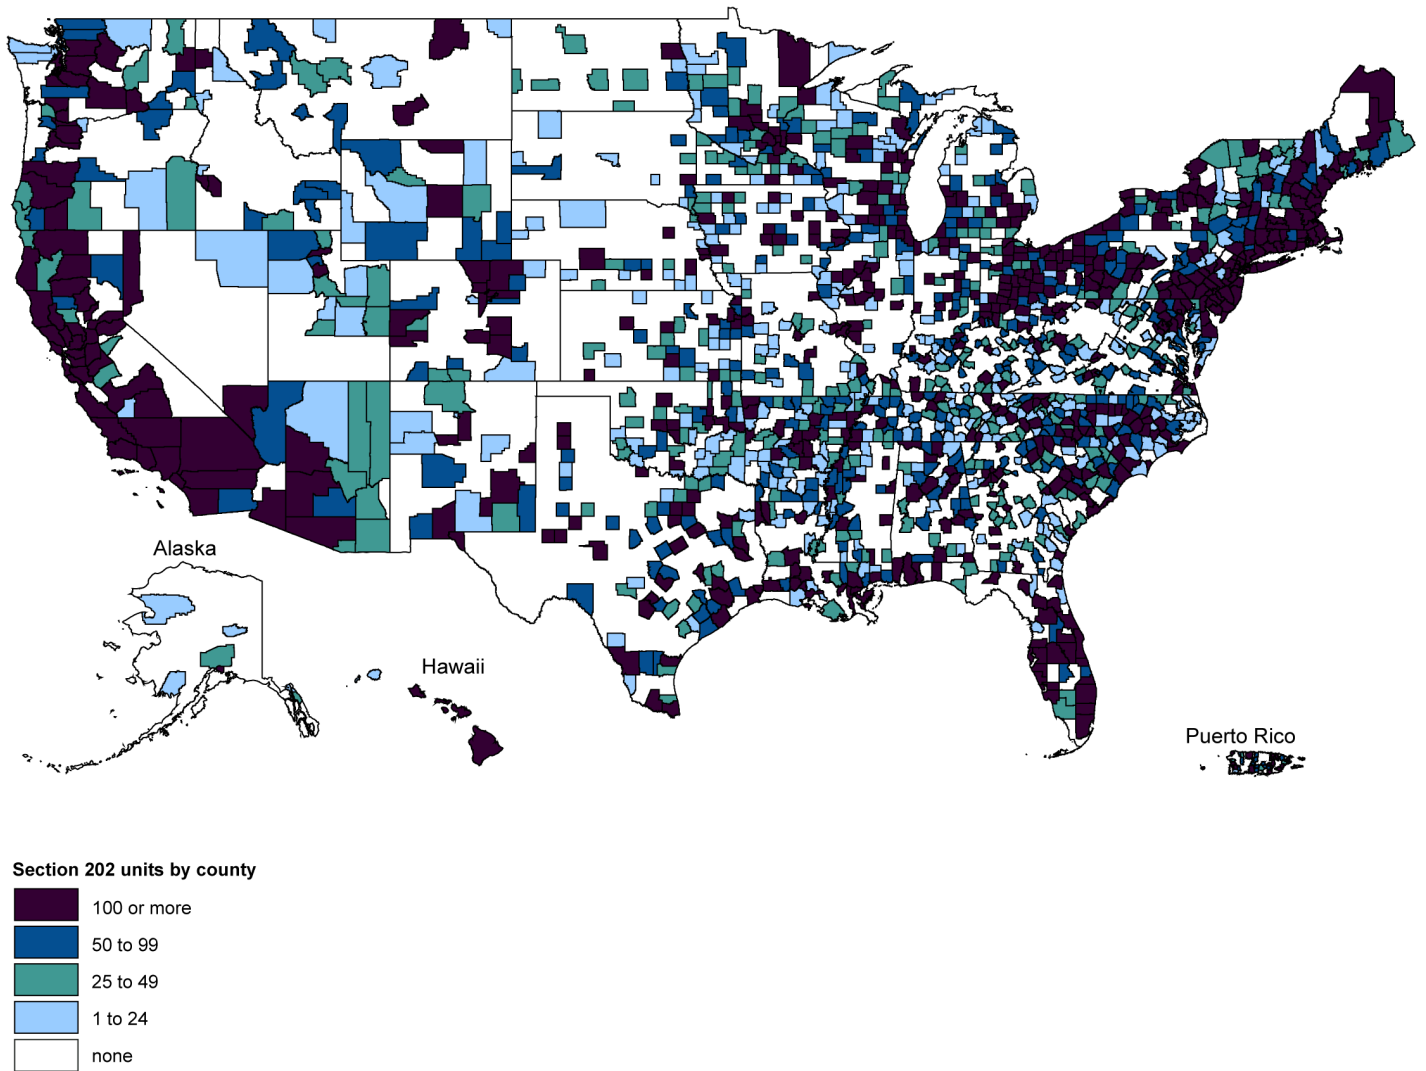 Alaska
Hawaii
Puerto Rico
Section 202 units by county
100 or more
50 to 99
25 to 49
1 to 24
none